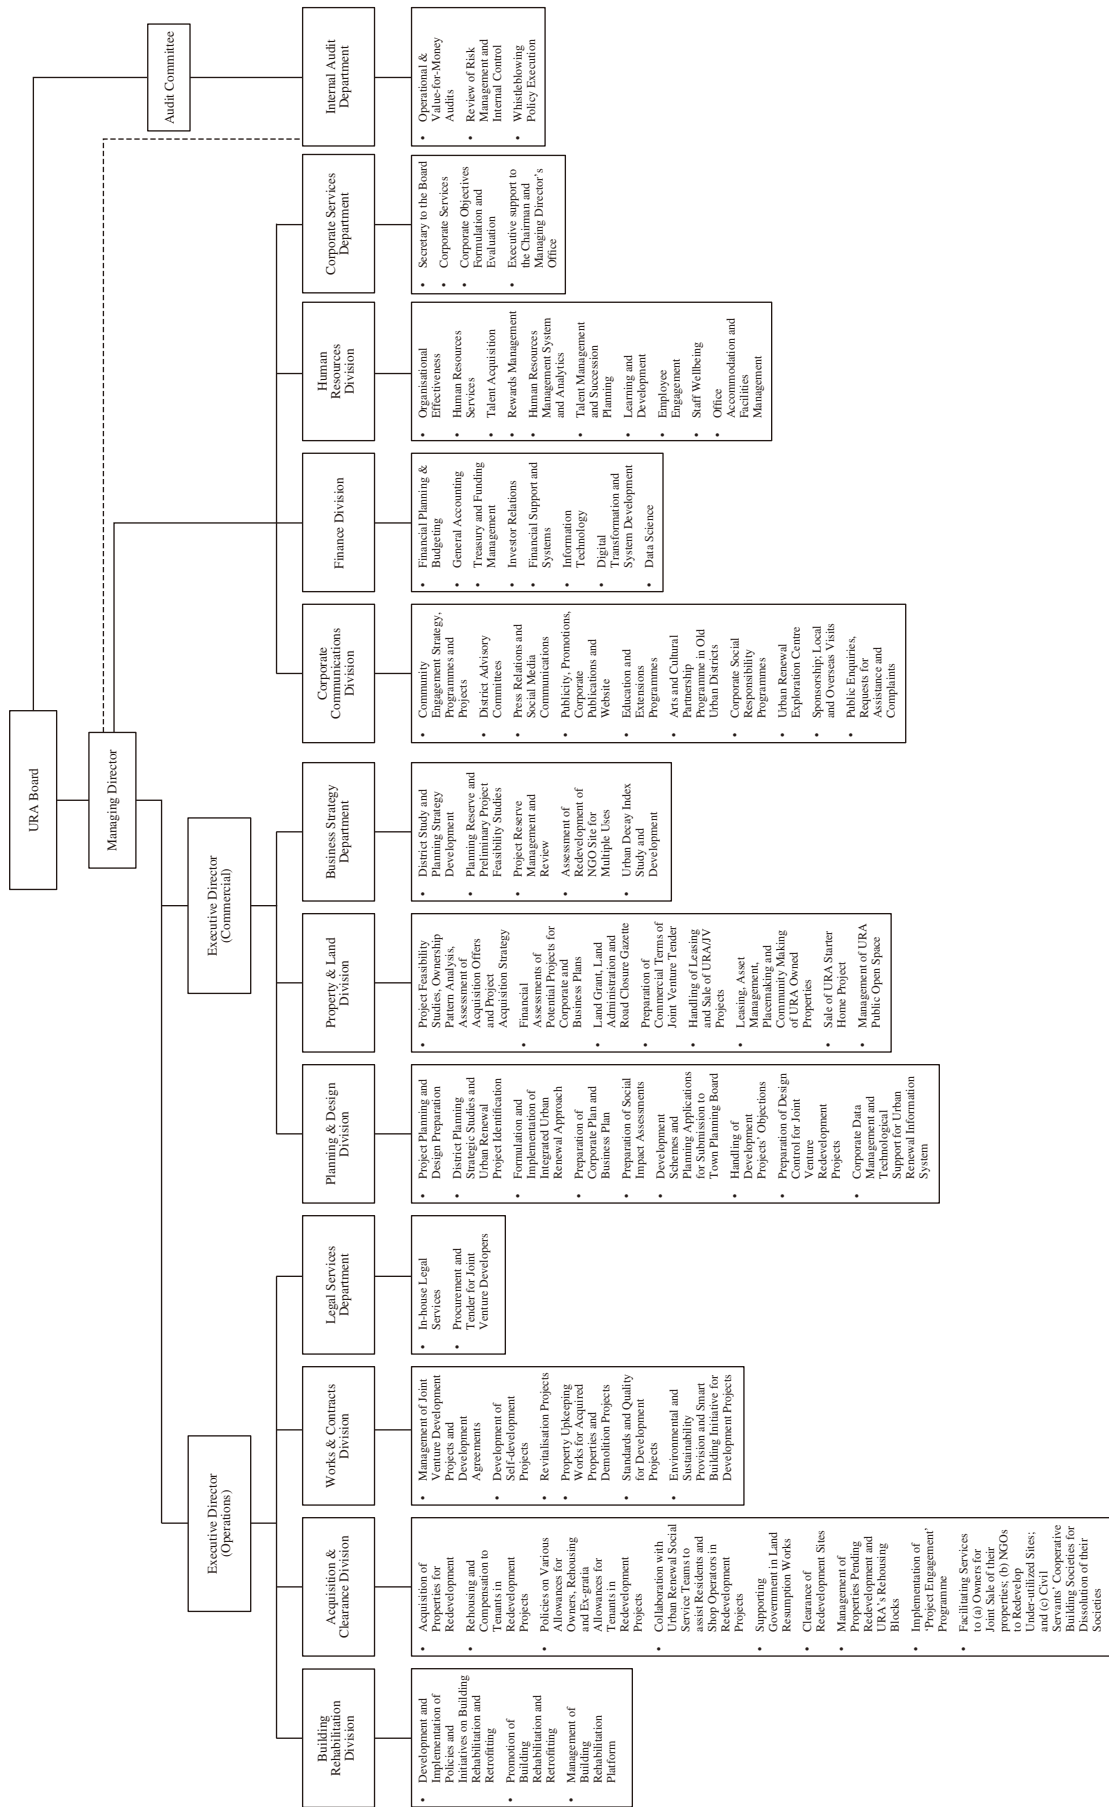 URA Board
Managing Director
Audit Committee
Executive Director
(Operations)
Executive Director
(Commercial)
Building
Rehabilitation
Division
• Development and
Implementation of
Policies and
Initiatives on Building
Rehabilitation and
Retrofitting
• Promotion of
Building
Rehabilitation and
Retrofitting
• Management of
Building
Rehabilitation
Platform
Acquisition &
Clearance Division
• Acquisition of
Properties for
Redevelopment
• Rehousing and
Compensation to
Tenants in
Redevelopment
Projects
• Policies on Various
Allowances for
Owners, Rehousing
and Ex-gratia
Allowances for
Tenants in
Redevelopment
Projects
• Collaboration with
Urban Renewal Social
Service Teams to
assist Residents and
Shop Operators in
Redevelopment
Projects
• Supporting
Government in Land
Resumption Works
• Clearance of
Redevelopment Sites
• Management of
Properties Pending
Redevelopment and
URA's Rehousing
Blocks
• Implementation of
'Project Engagement'
Programme
• Facilitating Services
to (a) Owners for
Joint Sale of their
properties; (b) NGOs
to Redevelop
Under-utilized Sites;
and (c) Civil
Servants' Cooperative
Building Societies for
Dissolution of their
Societies
Works & Contracts
Division
• Management of Joint
Venture Development
Projects and
Development
Agreements
• Development of
Self-development
Projects
• Revitalisation Projects
• Property Upkeeping
Works for Acquired
Properties and
Demolition Projects
• Standards and Quality
for Development
Projects
• Environmental and
Sustainability
Provision and Smart
Building Initiative for
Development Projects
Legal Services
Department
• In-house Legal
Services
• Procurement and
Tender for Joint
Venture Developers
Planning & Design
Division
• Project Planning and
Design Preparation
• District Planning
Strategic Studies and
Urban Renewal
Project Identification
• Formulation and
Implementation of
Integrated Urban
Renewal Approach
• Preparation of
Corporate Plan and
Business Plan
• Preparation of Social
Impact Assessments
• Development
Schemes and
Planning Applications
for Submission to
Town Planning Board
• Handling of
Development
Projects' Objections
• Preparation of Design
Control for Joint
Venture
Redevelopment
Projects
• Corporate Data
Management and
Technological
Support for Urban
Renewal Information
System
Property & Land
Division
• Project Feasibility
Studies, Ownership
Pattern Analysis,
Assessment of
Acquisition Offers
and Project
Acquisition Strategy
• Financial
Assessments of
Potential Projects for
Corporate and
Business Plans
• Land Grant, Land
Administration and
Road Closure Gazette
• Preparation of
Commercial Terms of
Joint Venture Tender
• Handling of Leasing
and Sale of URA/JV
Projects
• Leasing, Asset
Management,
Placemaking and
Community Making
of URA Owned
Properties
• Sale of URA Starter
Home Project
• Management of URA
Public Open Space
Business Strategy
Department
• District Study and
Planning Strategy
Development
• Planning Reserve and
Preliminary Project
Feasibility Studies
• Project Reserve
Management and
Review
• Assessment of
Redevelopment of
NGO Site for
Multiple Uses
• Urban Decay Index
Study and
Development
Corporate
Communications
Division
• Community
Engagement Strategy,
Programmes and
Projects
• District Advisory
Committees
• Press Relations and
Social Media
Communications
• Publicity, Promotions,
Corporate
Publications and
Website
• Education and
Extensions
Programmes
• Arts and Cultural
Partnership
Programme in Old
Urban Districts
• Corporate Social
Responsibility
Programmes
• Urban Renewal
Exploration Centre
• Sponsorship; Local
and Overseas Visits
• Public Enquiries,
Requests for
Assistance and
Complaints
Finance Division
• Financial Planning &
Budgeting
• General Accounting
• Treasury and Funding
Management
• Investor Relations
• Financial Support and
Systems
• Information
Technology
• Digital
Transformation and
System Development
• Data Science
Human
Resources
Division
• Organisational
Effectiveness
• Human Resources
Services
• Talent Acquisition
• Rewards Management
• Human Resources
Management System
and Analytics
• Talent Management
and Succession
Planning
• Learning and
Development
• Employee
Engagement
• Staff Wellbeing
• Office
Accommodation and
Facilities
Management
Corporate Services
Department
• Secretary to the Board
• Corporate Services
• Corporate Objectives
Formulation and
Evaluation
• Executive support to
the Chairman and
Managing Director's
Office
Internal Audit
Department
• Operational &
Value-for-Money
Audits
• Review of Risk
Management and
Internal Control
• Whistleblowing
Policy Execution